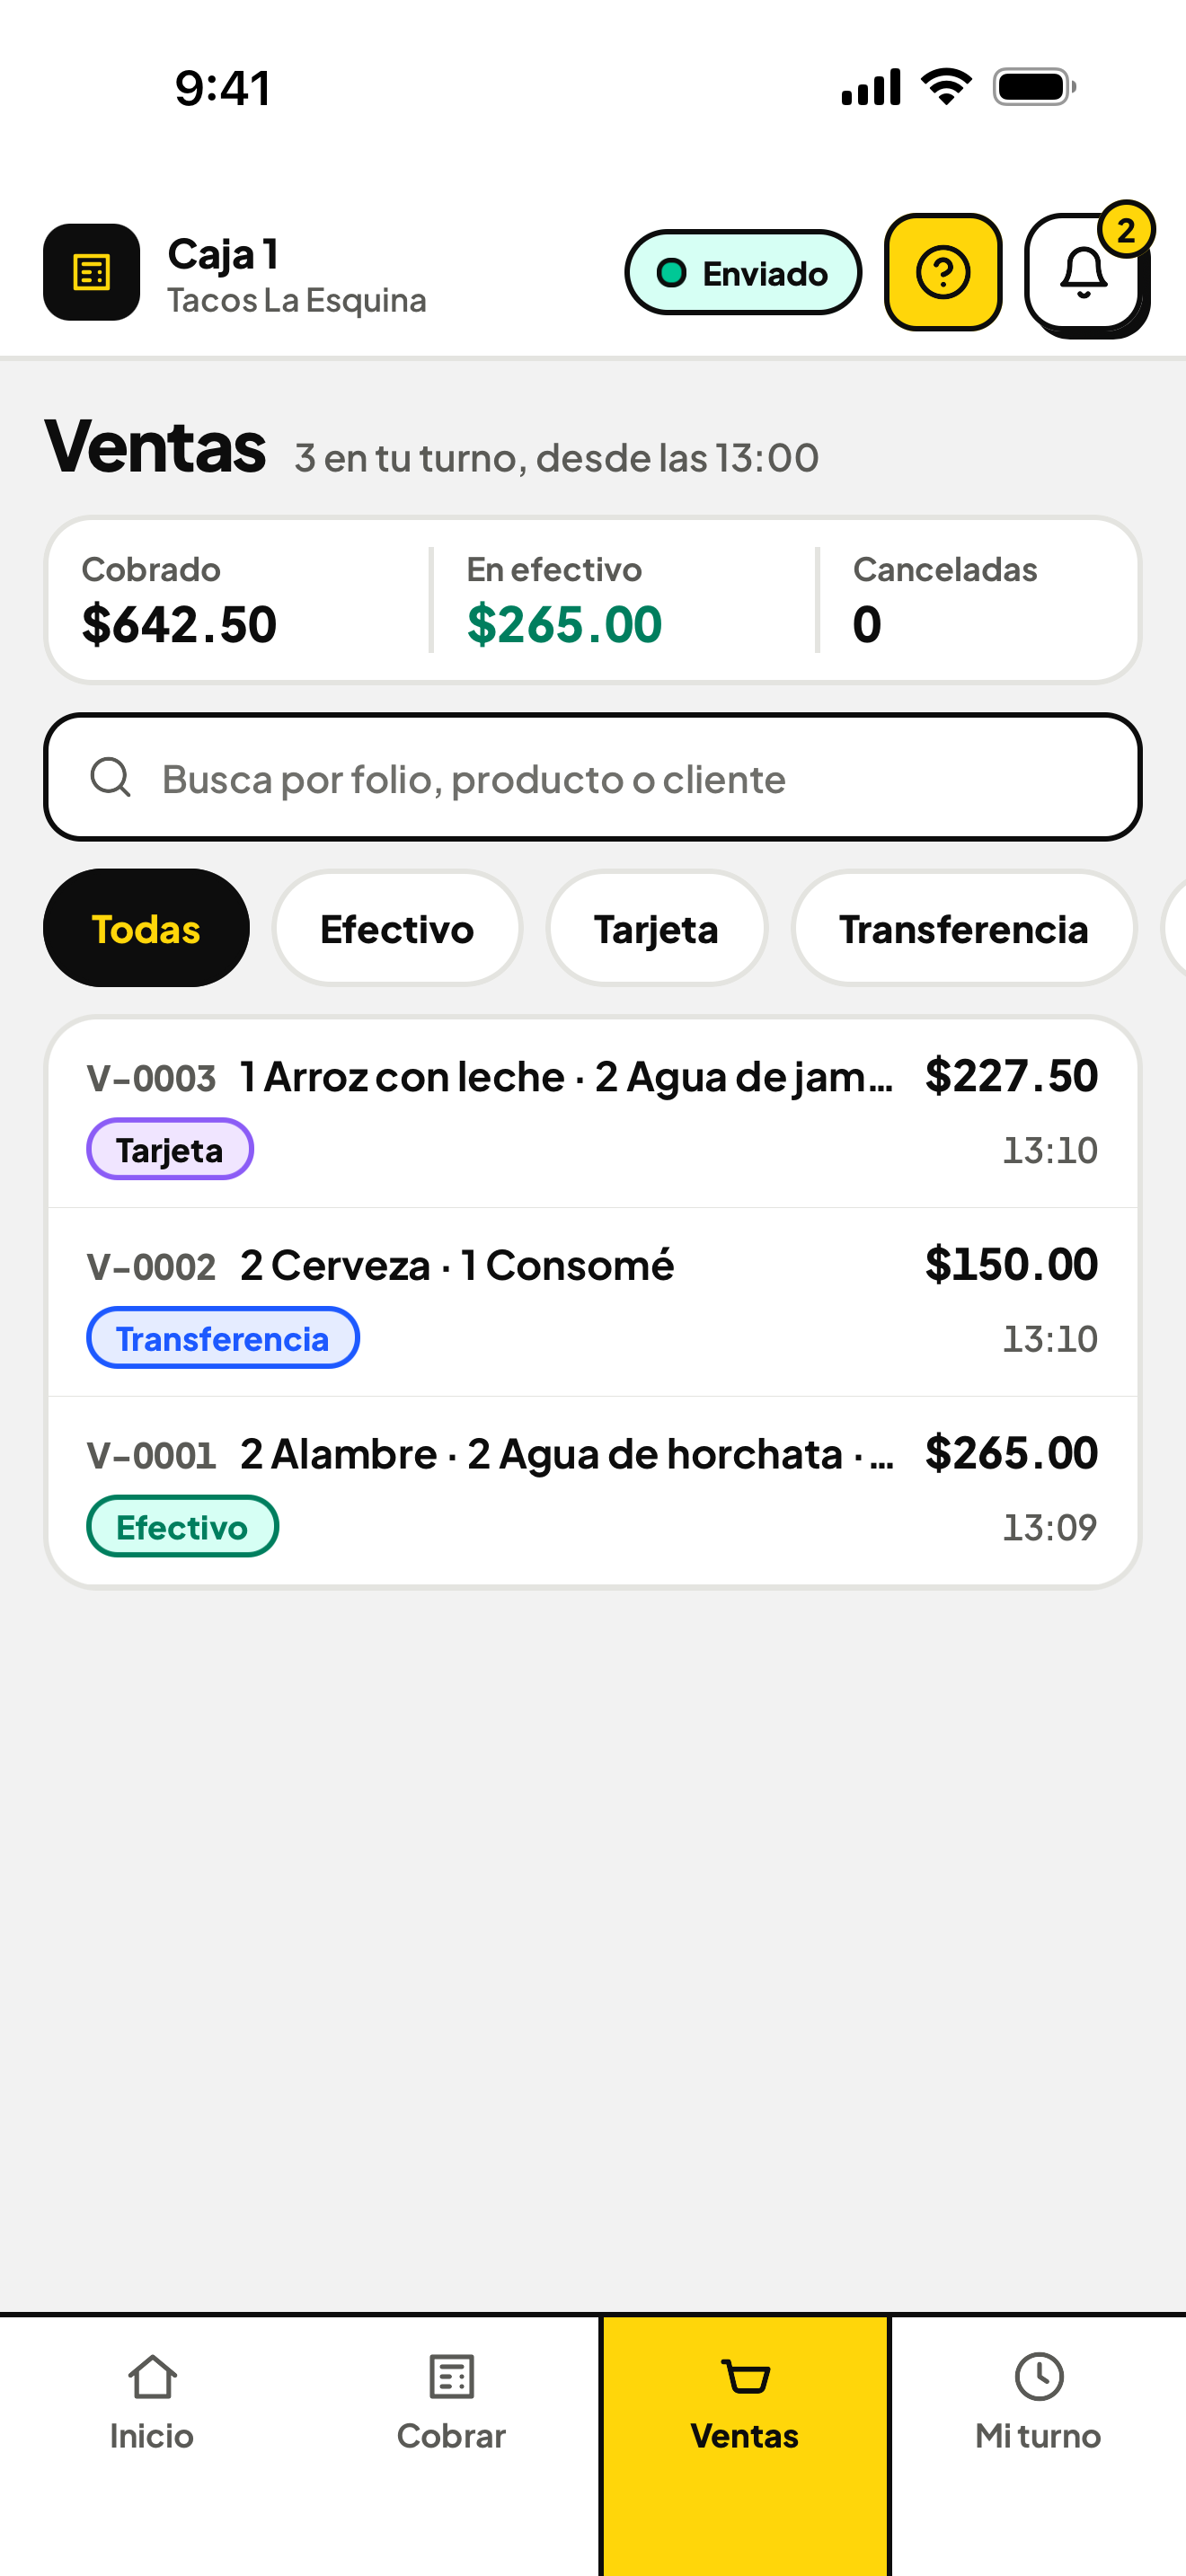 9:41
Caja 1
Tacos La Esquina
Enviado
2
Ventas 3 en tu turno, desde las 13:00
Cobrado En efectivo Canceladas
$642.50 $265.00 0
Busca por folio, producto o cliente
Todas Efectivo Tarjeta Transferencia
V-0003 1 Arroz con leche · 2 Agua de jam... $227.50
Tarjeta 13:10
V-0002 2 Cerveza · 1 Consomé $150.00
Transferencia 13:10
V-0001 2 Alambre · 2 Agua de horchata ·... $265.00
Efectivo 13:09
Inicio Cobrar Ventas Mi turno